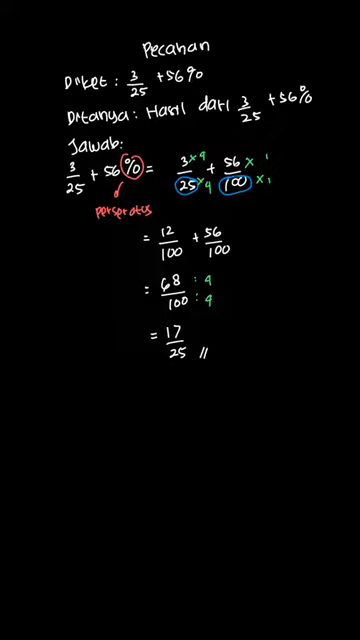 Pecahan
Diket : 3/25 + 56%
Ditanya: Hasil dari 3/25 + 56%
Jawab:
3/25 + 56% = 3/25 ×4 ×4 + 56/100 × 1 × 1
perseratus
= 12/100 + 56/100
= 68/100 : 4 : 4
= 17/25 //